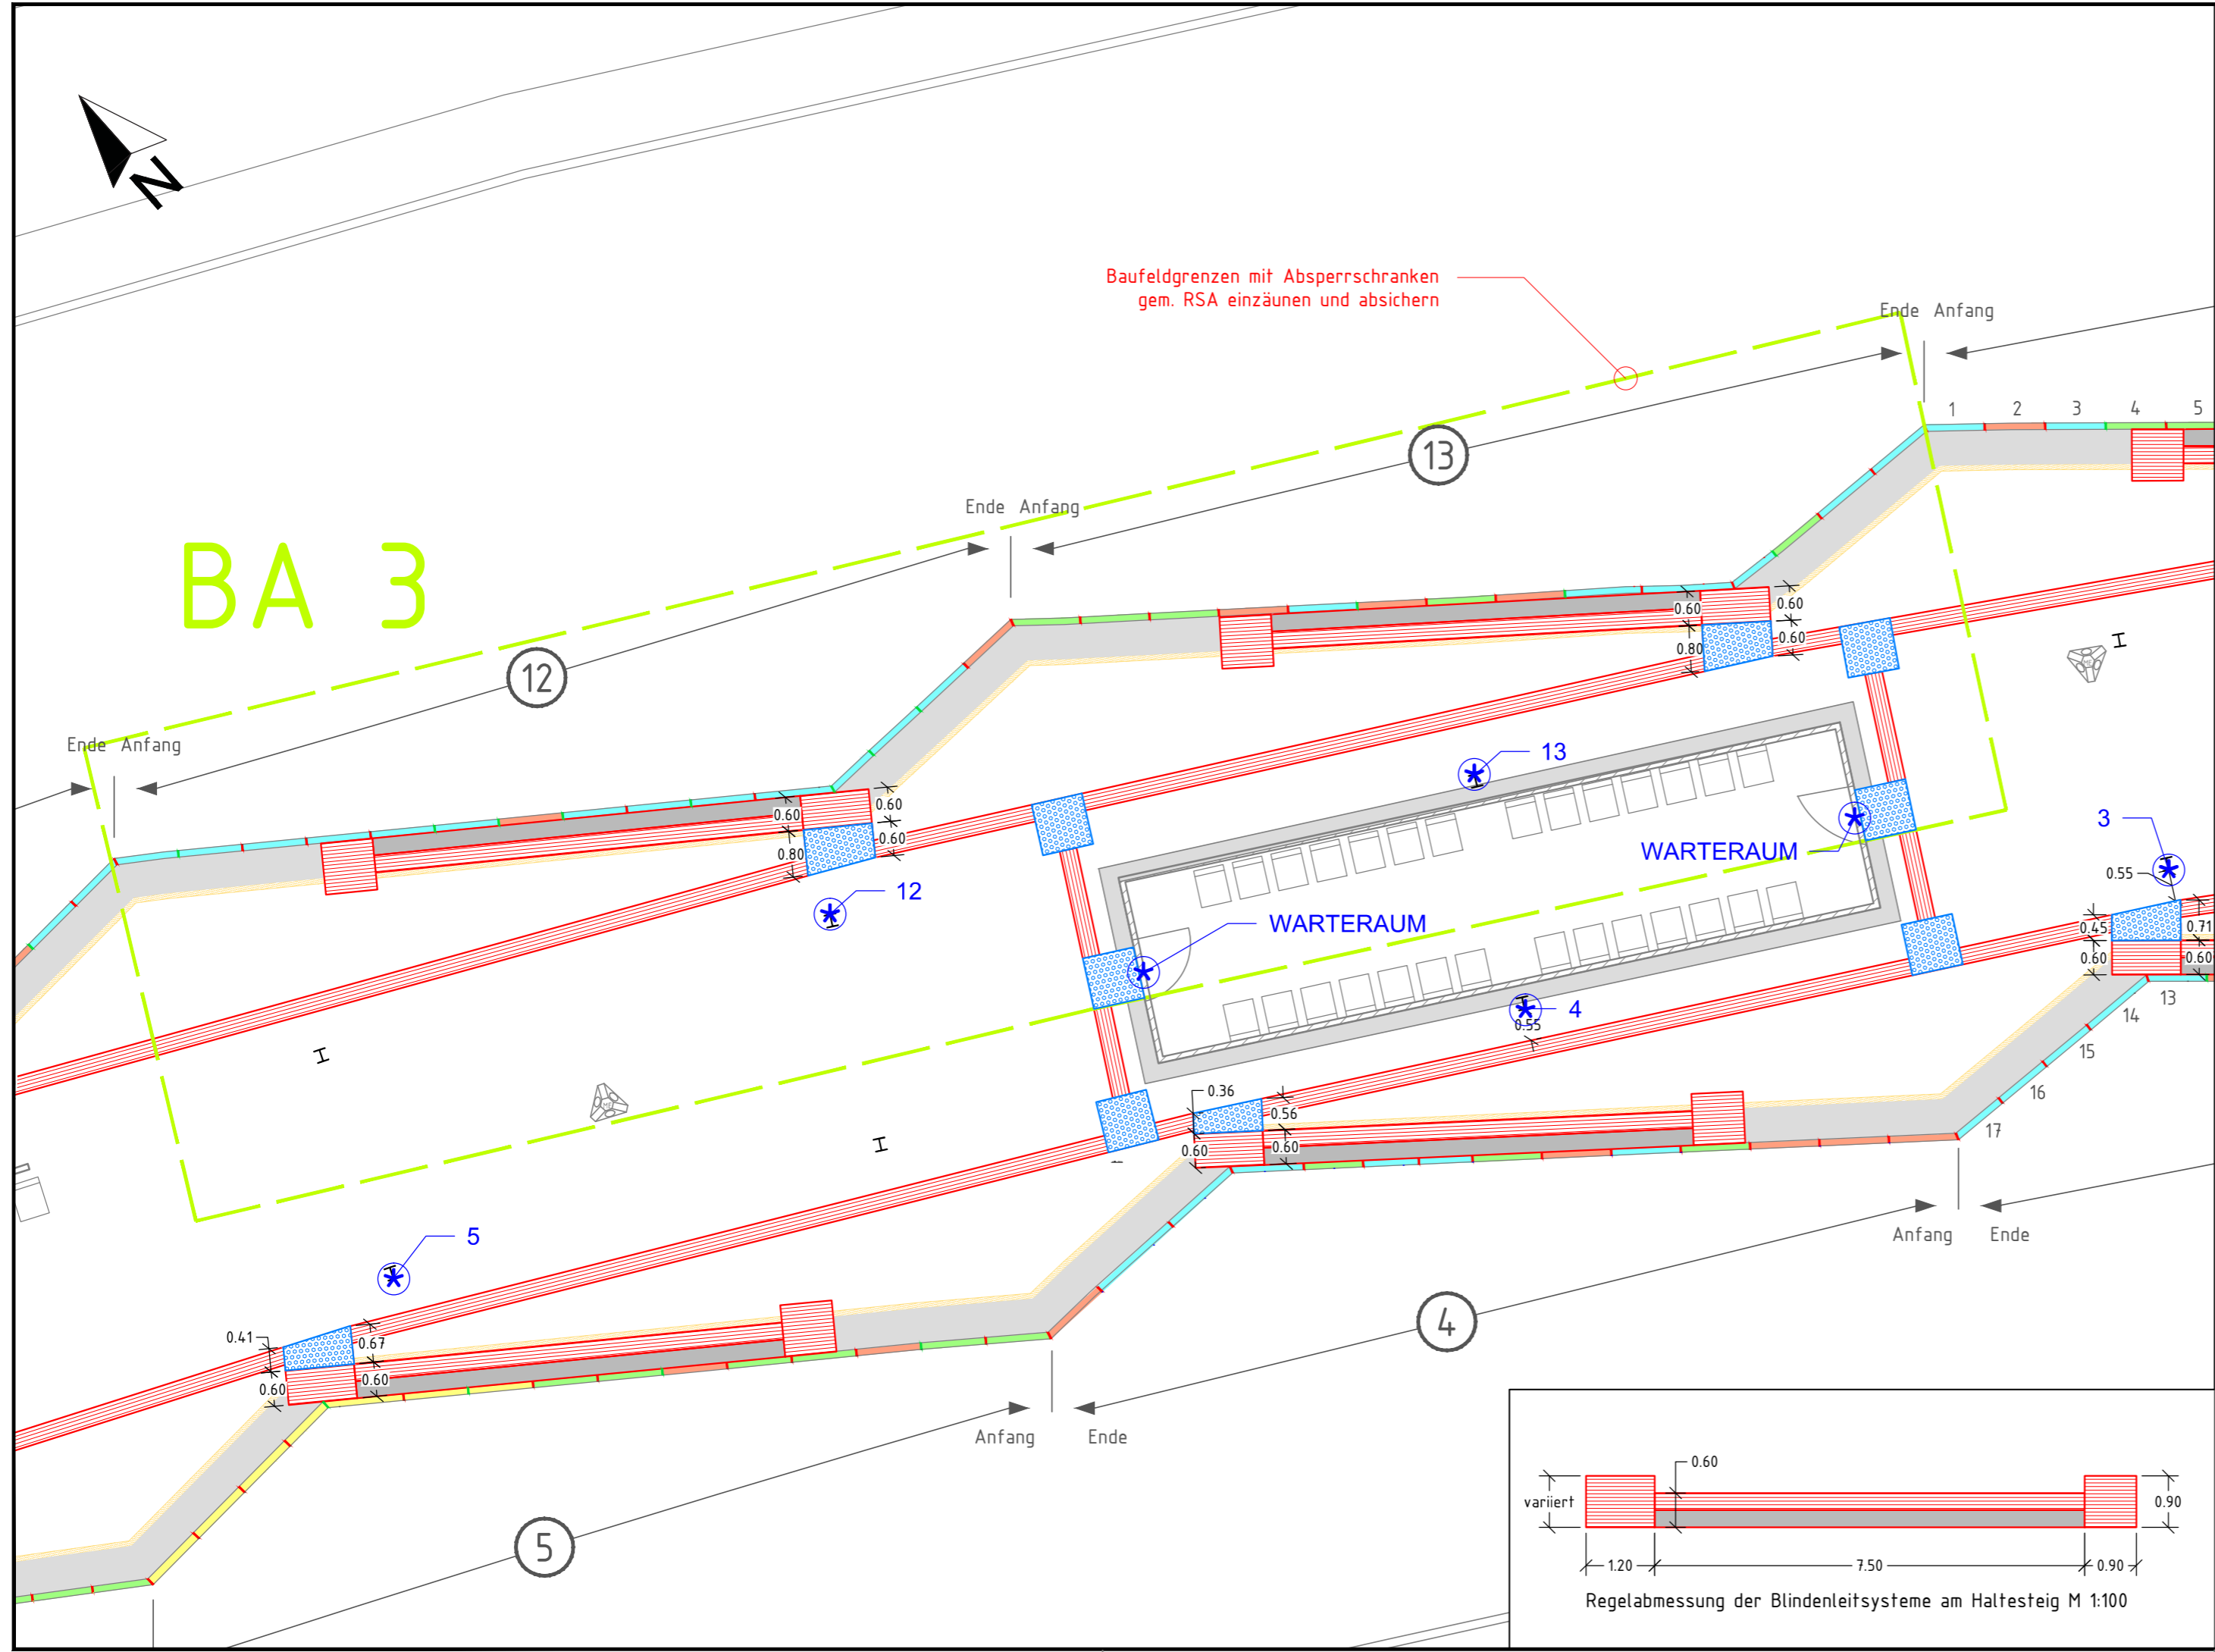 N
Baufeldgrenzen mit Absperrschranken
gem. RSA einzäunen und absichern
Ende Anfang
1 2 3 4 5
13
Ende Anfang
BA 3
0.60
0.60
0.60
0.80
12
Ende Anfang
13
WARTERAUM
3
0.55
0.60
0.60
0.60
0.80
12
WARTERAUM
4
0.55
0.45
0.71
0.60
0.60
13
14
15
16
17
0.36
0.56
0.60
0.60
5
Anfang Ende
0.41
0.67
0.60
0.60
4
Anfang Ende
5
0.60
variiert
0.90
1.20
7.50
0.90
Regelabmessung der Blindenleitsysteme am Haltesteig M 1:100